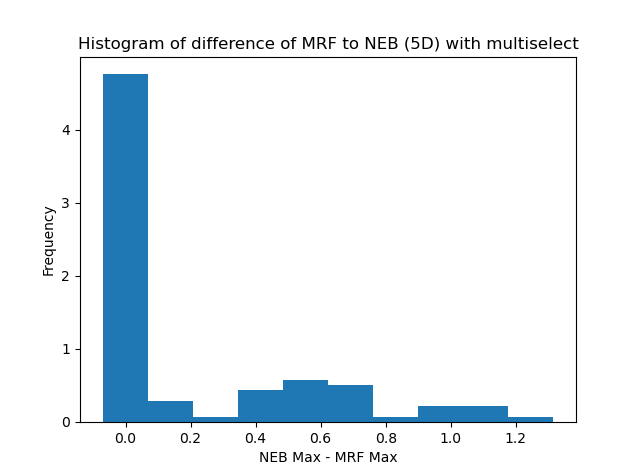 Histogram of difference of MRF to NEB (5D) with multiselect
Frequency
4
3
2
1
0
0.0 0.2 0.4 0.6 0.8 1.0 1.2
NEB Max - MRF Max